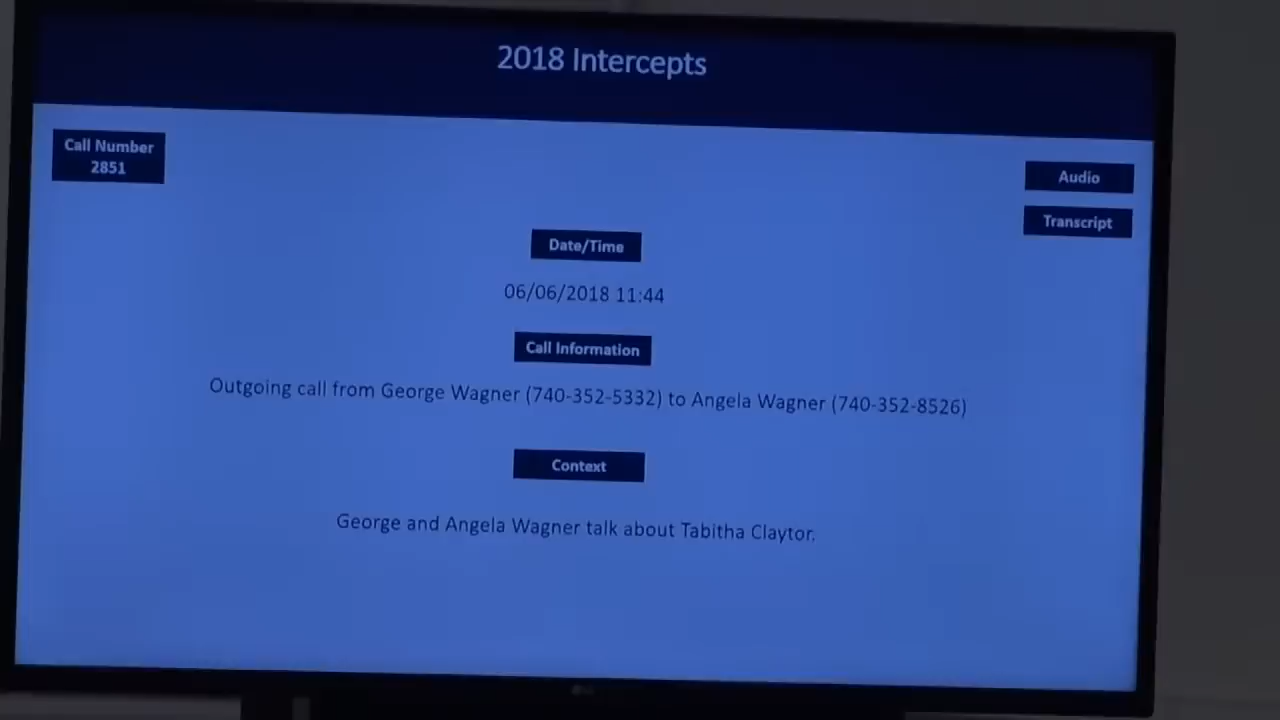 2018 Intercepts
Call Number
2851
Audio
Transcript
Date/Time
06/06/2018 11:44
Call Information
Outgoing call from George Wagner (740-352-5332) to Angela Wagner (740-352-8526)
Context
George and Angela Wagner talk about Tabitha Claytor.